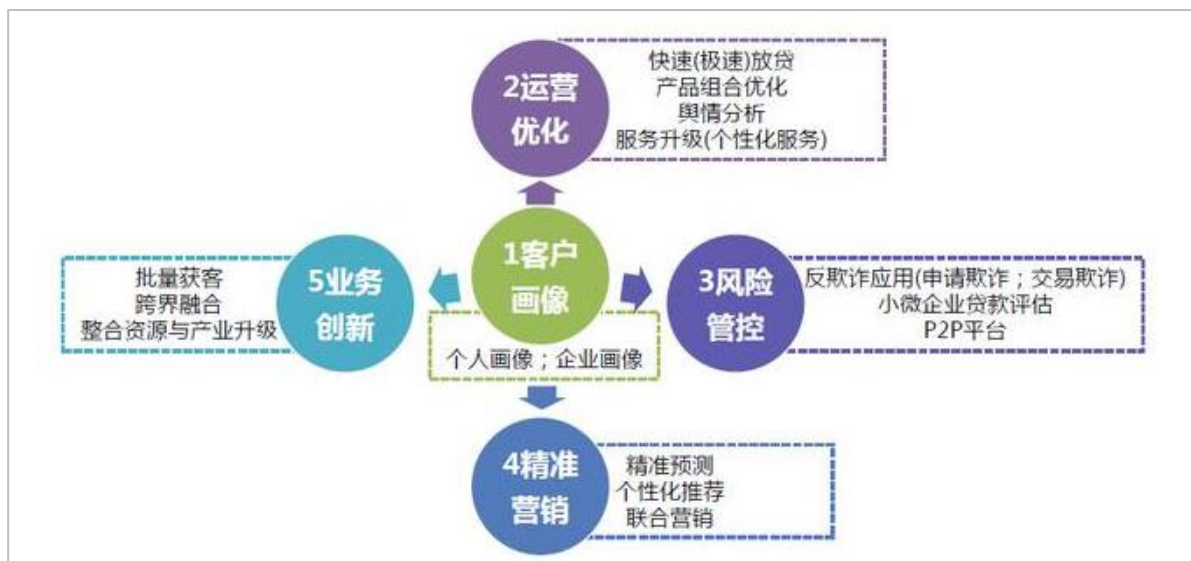 2运营
优化
快速(极速)放贷
产品组合优化
舆情分析
服务升级(个性化服务)
1客户
画像
个人画像；企业画像
5业务
创新
批量获客
跨界融合
整合资源与产业升级
3风险
管控
反欺诈应用(申请欺诈；交易欺诈)
小微企业贷款评估
P2P平台
4精准
营销
精准预测
个性化推荐
联合营销